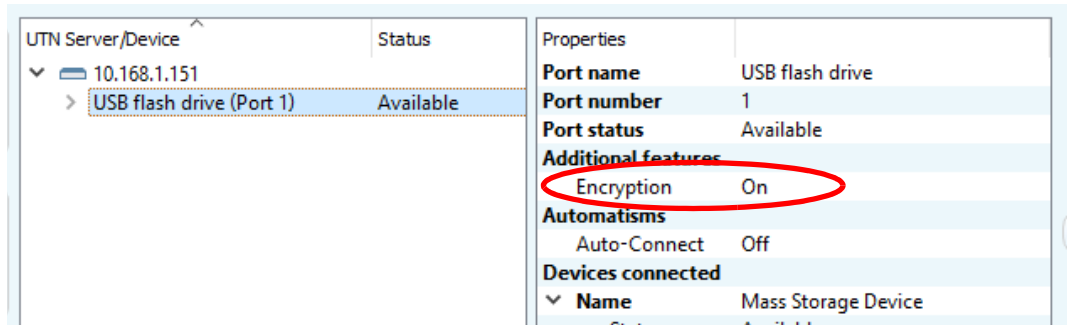 UTN Server/Device Status
10.168.1.151
USB flash drive (Port 1) Available
Properties
Port name USB flash drive
Port number 1
Port status Available
Additional features
Encryption On
Automatisms
Auto-Connect Off
Devices connected
Name Mass Storage Device